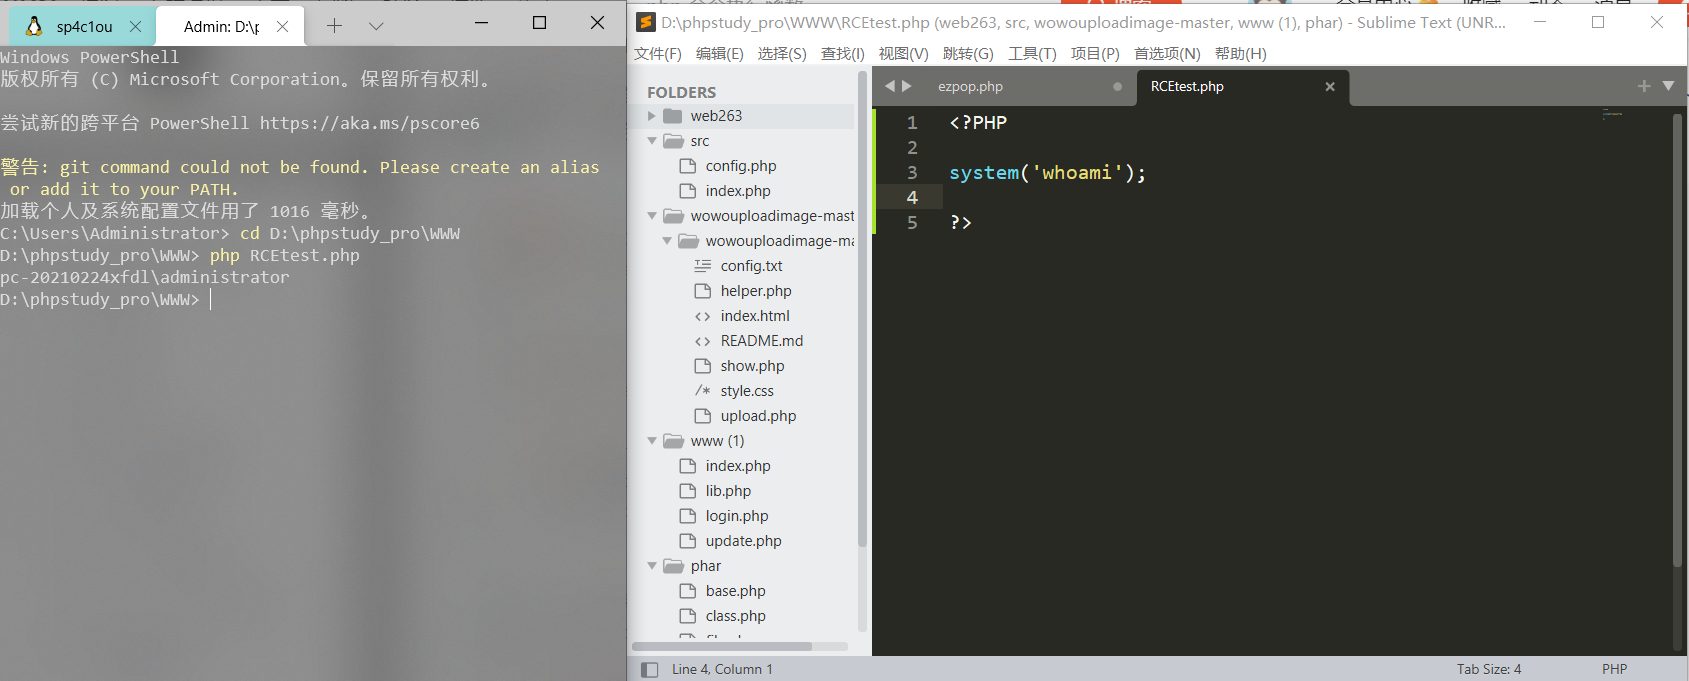 sp4c1ou
Admin: D:\p
Windows PowerShell
版权所有 (C) Microsoft Corporation。保留所有权利。
尝试新的跨平台 PowerShell https://aka.ms/pscore6
警告: git command could not be found. Please create an alias
or add it to your PATH.
加载个人及系统配置文件用了 1016 毫秒。
C:\Users\Administrator> cd D:\phpstudy_pro\WWW
D:\phpstudy_pro\WWW> php RCEtest.php
pc-20210224xfdl\administrator
D:\phpstudy_pro\WWW>
D:\phpstudy_pro\WWW\RCEtest.php (web263, src, wowouploadimage-master, www (1), phar) - Sublime Text (UNR...
文件(F) 编辑(E) 选择(S) 查找(I) 视图(V) 跳转(G) 工具(T) 项目(P) 首选项(N) 帮助(H)
FOLDERS
web263
src
config.php
index.php
wowouploadimage-mast
wowouploadimage-ma
config.txt
helper.php
index.html
README.md
show.php
/* style.css
upload.php
www (1)
index.php
lib.php
login.php
update.php
phar
base.php
class.php
ezpop.php
RCEtest.php
1 <?PHP
2
3 system('whoami');
4
5 ?>
Line 4, Column 1
Tab Size: 4
PHP